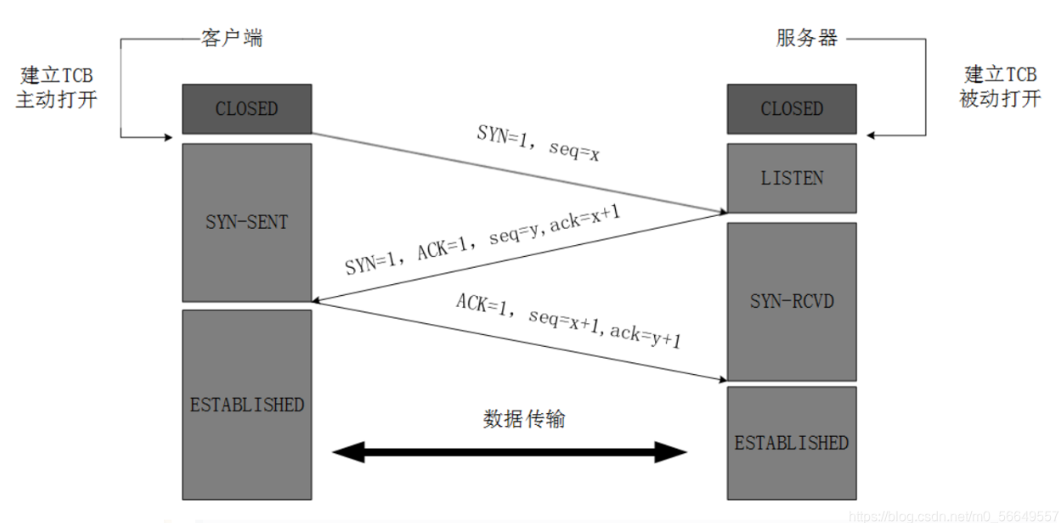 客户端
服务器
建立TCB
主动打开
建立TCB
被动打开
CLOSED
CLOSED
SYN=1, seq=x
LISTEN
SYN-SENT
SYN=1, ACK=1, seq=y,ack=x+1
SYN-RCVD
ACK=1, seq=x+1,ack=y+1
ESTABLISHED
数据传输
ESTABLISHED
https://blog.csdn.net/m0_56649557